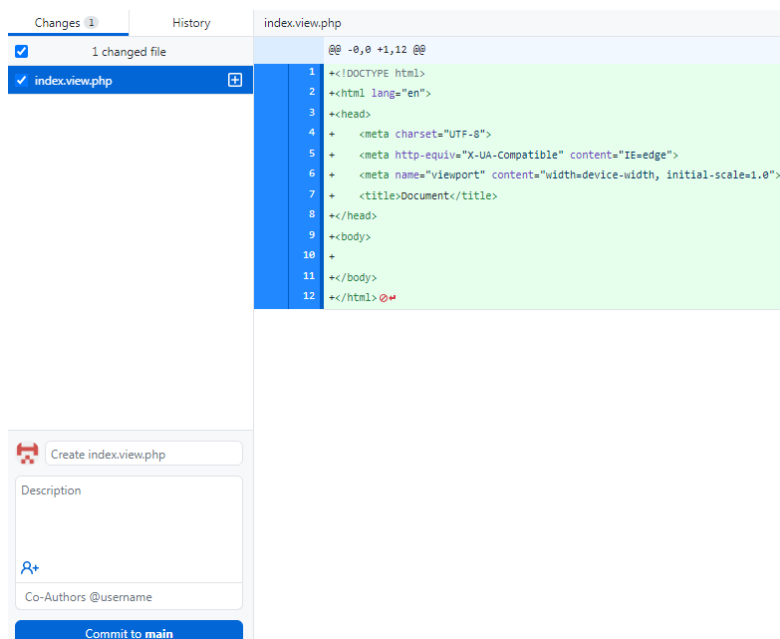 Changes 1 History
1 changed file
index.view.php
index.view.php
@@ -0,0 +1,12 @@
1 +<!DOCTYPE html>
2 +<html lang="en">
3 +<head>
4 +    <meta charset="UTF-8">
5 +    <meta http-equiv="X-UA-Compatible" content="IE=edge">
6 +    <meta name="viewport" content="width=device-width, initial-scale=1.0">
7 +    <title>Document</title>
8 +</head>
9 +<body>
10 +
11 +</body>
12 +</html>
Create index.view.php
Description
Co-Authors @username
Commit to main